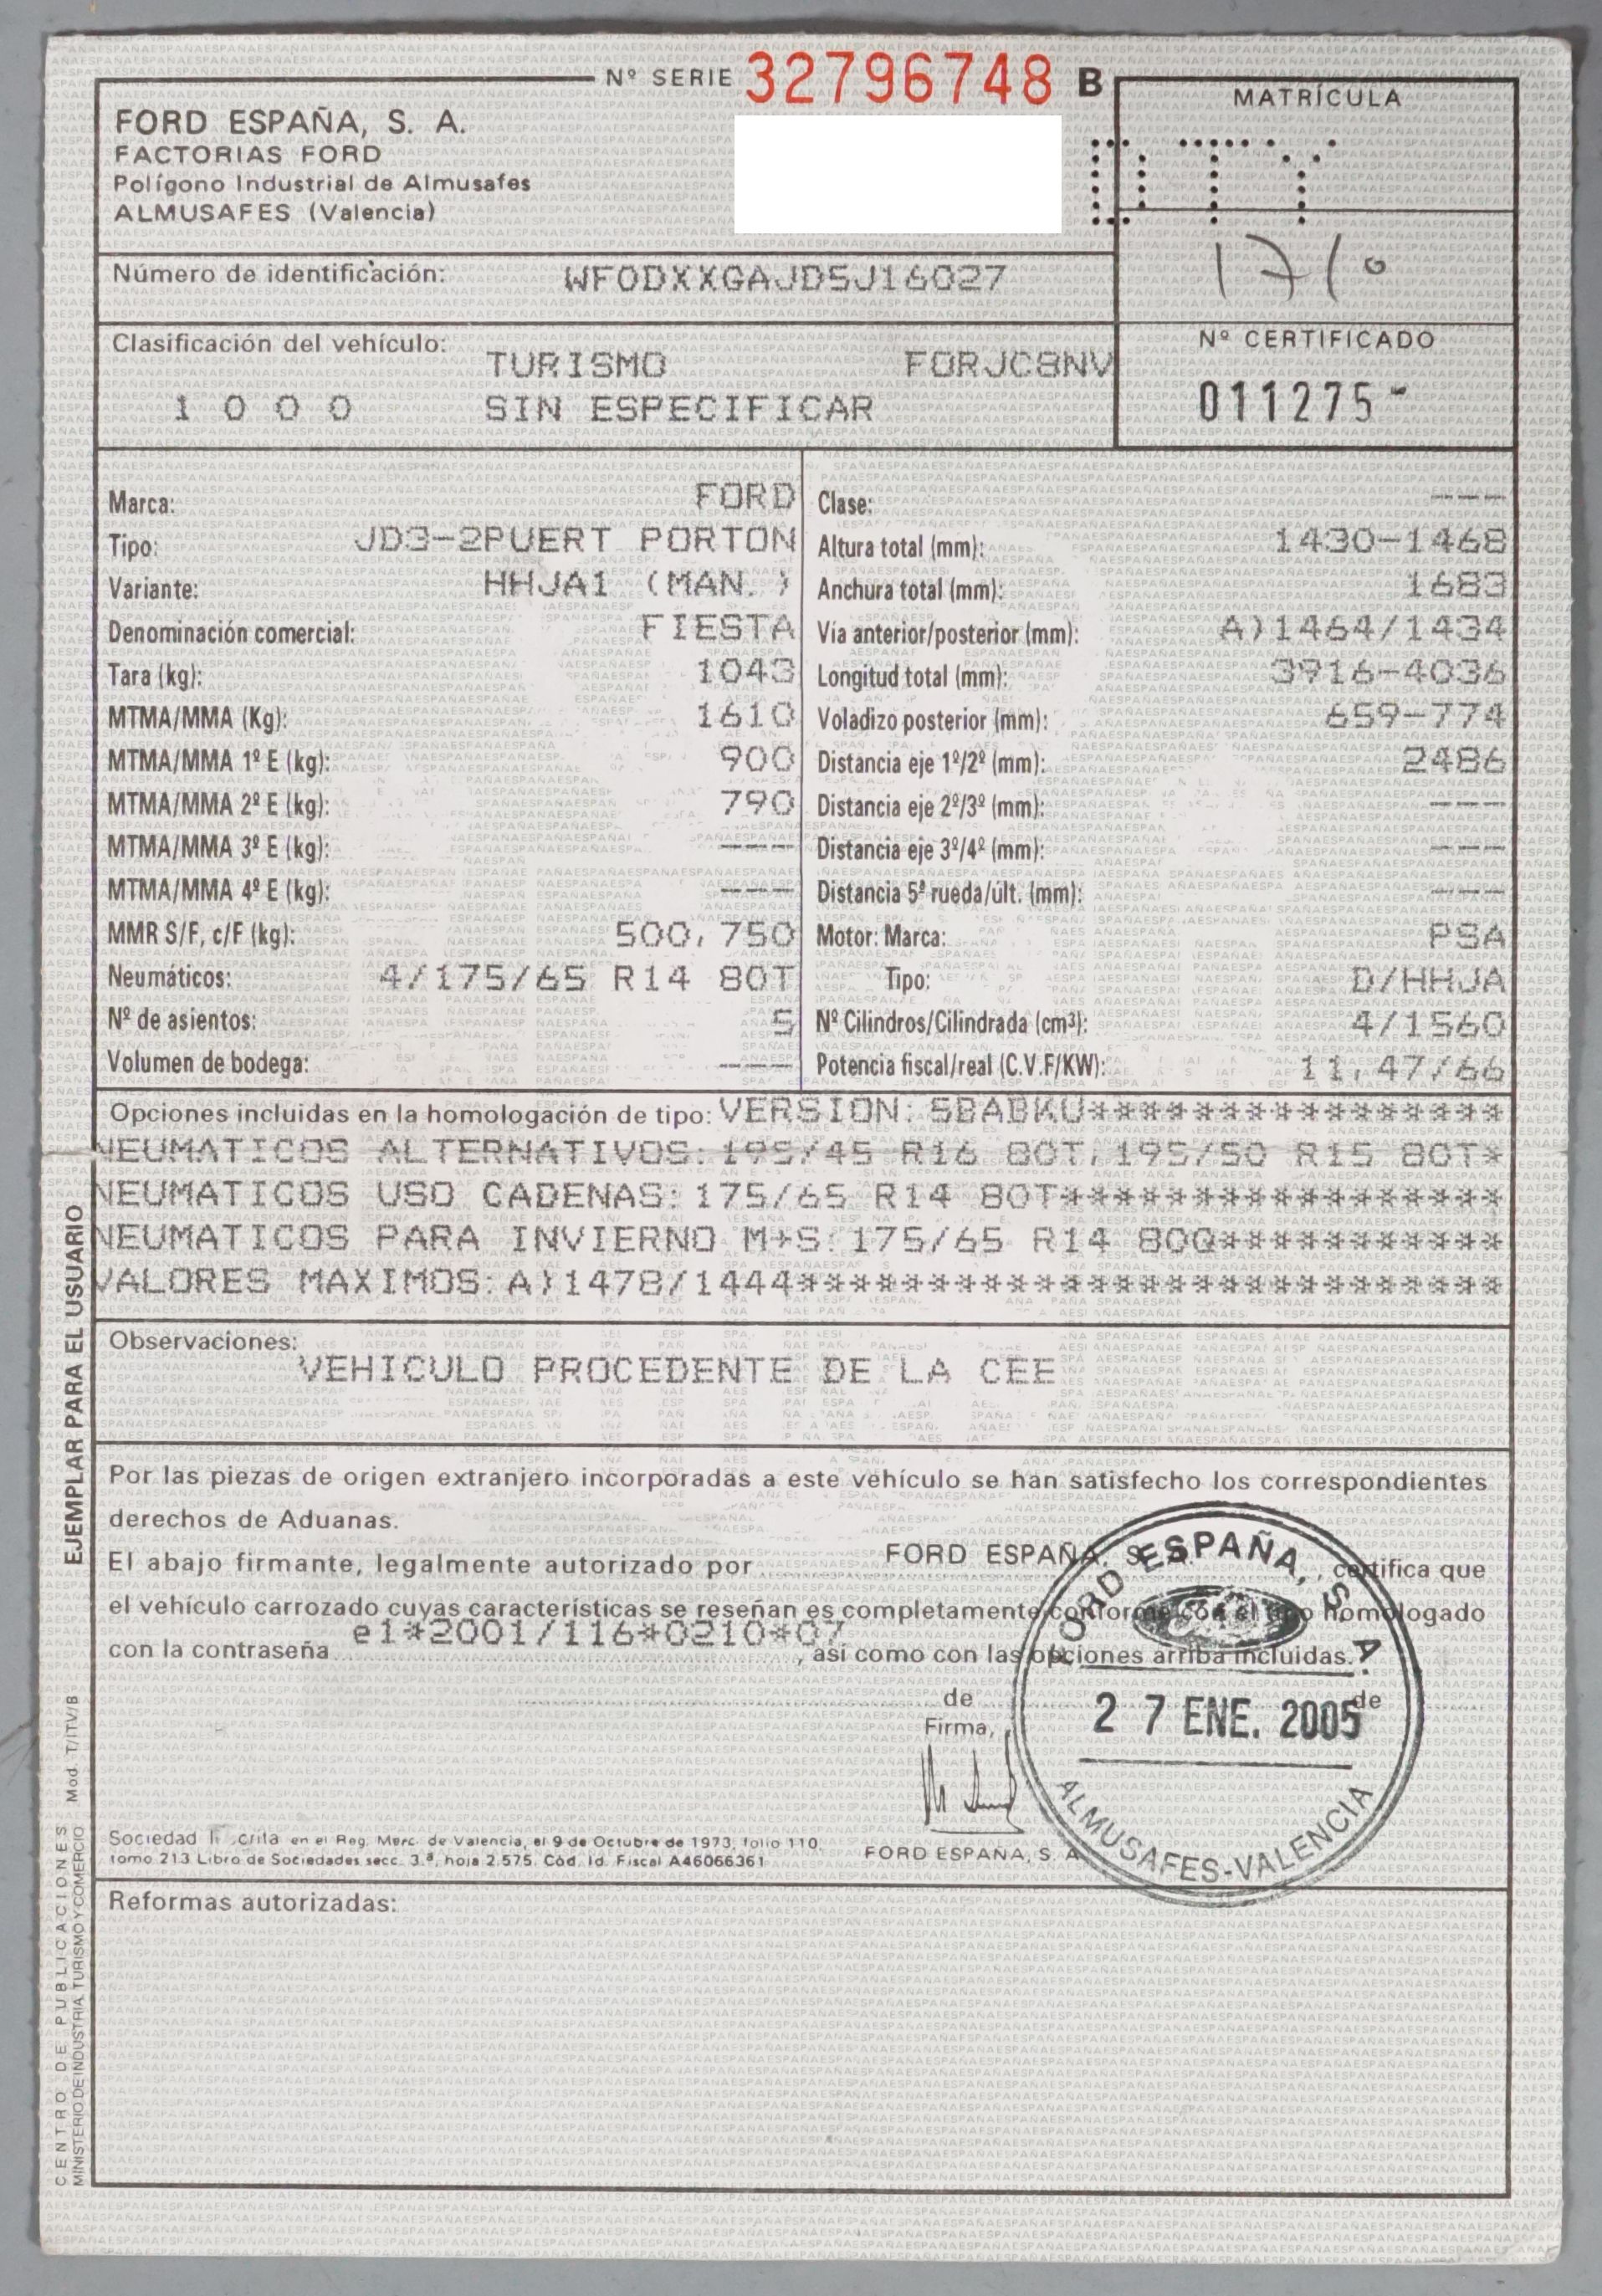 Nº SERIE 32796748 B
MATRÍCULA
FORD ESPAÑA, S. A.
FACTORIAS FORD
Polígono Industrial de Almusafes
ALMUSAFES (Valencia)
DTY
Número de identificación: WF0DXXGAJD5J16027
Clasificación del vehículo: TURISMO FORJC8NV
1 0 0 0 SIN ESPECIFICAR
Nº CERTIFICADO
011275-
Marca: FORD
Tipo: JD3-2PUERT PORTON
Variante: HHJA1 (MAN. )
Denominación comercial: FIESTA
Tara (kg): 1043
MTMA/MMA (Kg): 1610
MTMA/MMA 1º E (kg): 900
MTMA/MMA 2º E (kg): 790
MTMA/MMA 3º E (kg): ---
MTMA/MMA 4º E (kg): ---
MMR S/F, c/F (kg): 500, 750
Neumáticos: 4/175/65 R14 80T
Nº de asientos: 5
Volumen de bodega: ---
Clase: ---
Altura total (mm): 1430-1468
Anchura total (mm): 1683
Vía anterior/posterior (mm): A)1464/1434
Longitud total (mm): 3916-4036
Voladizo posterior (mm): 659-774
Distancia eje 1º/2º (mm): 2486
Distancia eje 2º/3º (mm): ---
Distancia eje 3º/4º (mm): ---
Distancia 5ª rueda/últ. (mm): ---
Motor: Marca: PSA
Tipo: D/HHJA
Nº Cilindros/Cilindrada (cm³): 4/1560
Potencia fiscal/real (C.V.F/KW): 11,47/66
Opciones incluidas en la homologación de tipo: VERSION: 5BABKU****************
NEUMATICOS ALTERNATIVOS: 195/45 R16 80T, 195/50 R15 80T*
NEUMATICOS USO CADENAS: 175/65 R14 80T*****************
NEUMATICOS PARA INVIERNO M+S: 175/65 R14 80Q***********
VALORES MAXIMOS: A)1478/1444***************************
Observaciones:
VEHICULO PROCEDENTE DE LA CEE
Por las piezas de origen extranjero incorporadas a este vehículo se han satisfecho los correspondientes
derechos de Aduanas.
El abajo firmante, legalmente autorizado por FORD ESPAÑA, S. A., certifica que
el vehículo carrozado cuyas características se reseñan es completamente conforme con el tipo homologado
con la contraseña e1*2001/116*0210*07, así como con las opciones arriba incluidas.
de de
Firma,
FORD ESPAÑA, S. A.
27 ENE. 2005
ALMUSAFES-VALENCIA
Sociedad crita en el Reg. Merc. de Valencia, el 9 de Octubre de 1973, folio 110,
tomo 213 Libro de Sociedades secc. 3.ª, hoja 2.575. Cód. Id. Fiscal A46066361
FORD ESPAÑA, S. A.
Reformas autorizadas:
EJEMPLAR PARA EL USUARIO
Mod. T/ITV/B
CENTRO DE PUBLICACIONES
MINISTERIO DE INDUSTRIA, TURISMO Y COMERCIO